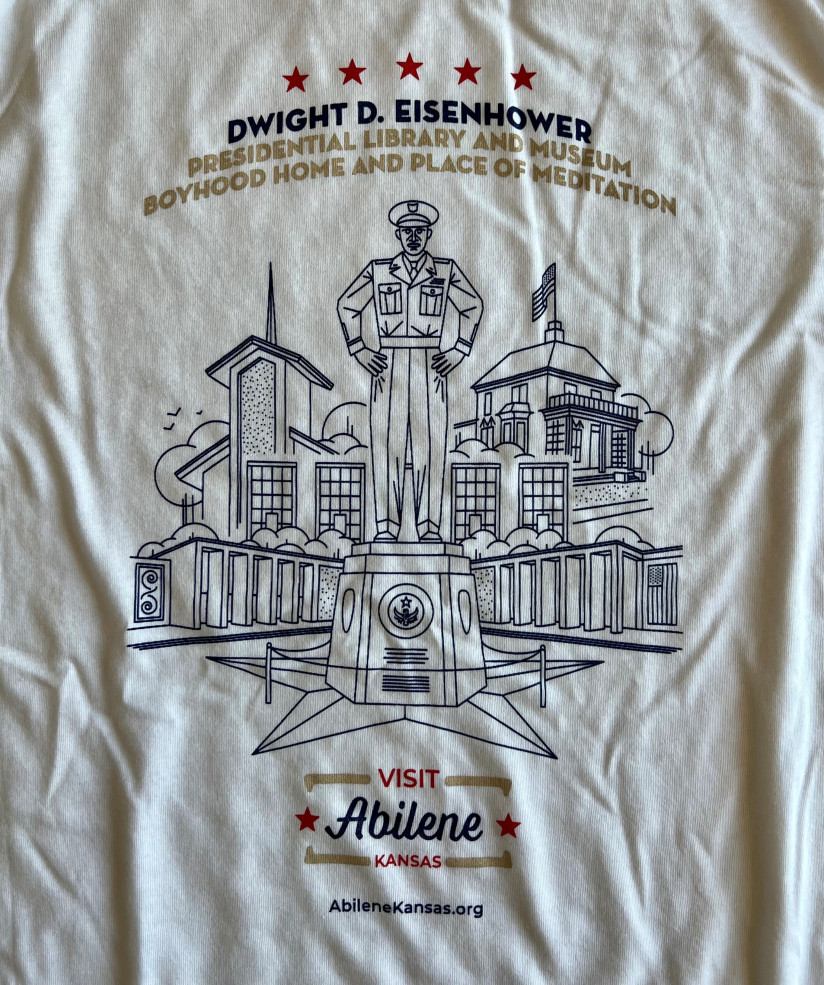 DWIGHT D. EISENHOWER
PRESIDENTIAL LIBRARY AND MUSEUM
BOYHOOD HOME AND PLACE OF MEDITATION
VISIT
Abilene
KANSAS
AbileneKansas.org